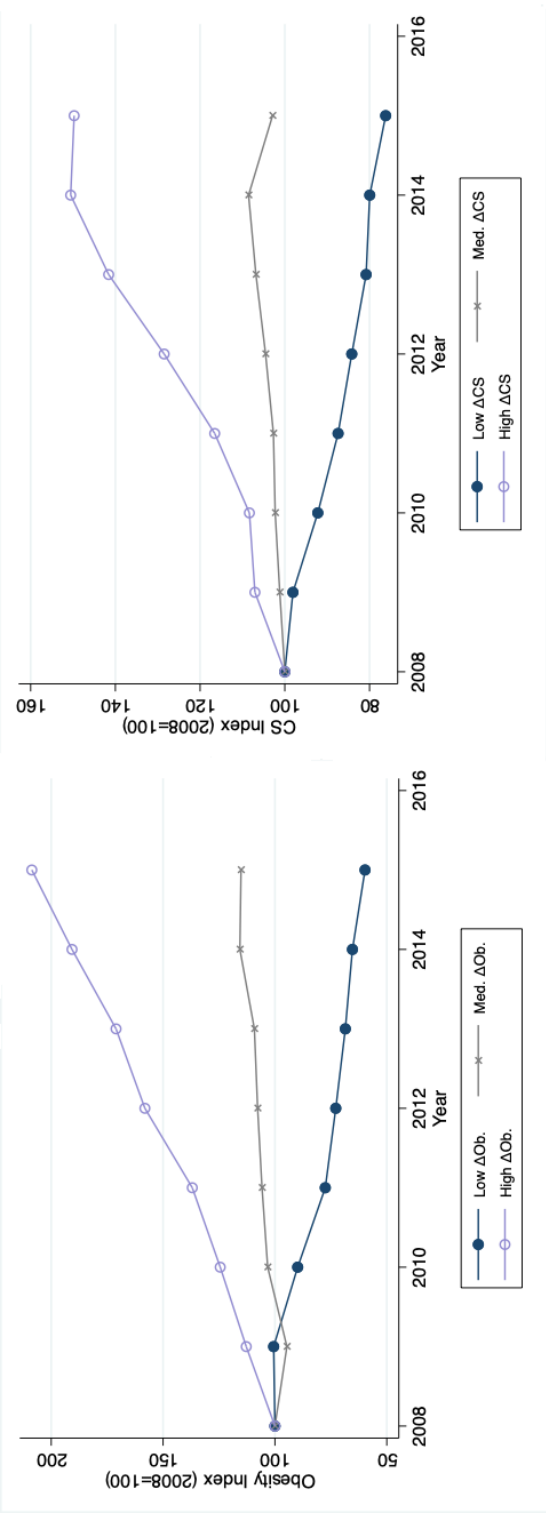 Obesity Index (2008=100)
200
150
100
50
2008
2010
2012
2014
2016
Year
Low ΔOb.
Med. ΔOb.
High ΔOb.
CS Index (2008=100)
160
140
120
100
80
2008
2010
2012
2014
2016
Year
Low ΔCS
Med. ΔCS
High ΔCS